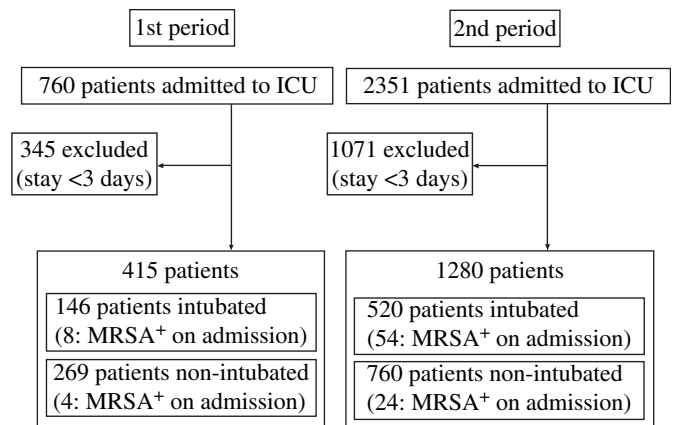 1st period
760 patients admitted to ICU
345 excluded
(stay <3 days)
415 patients
146 patients intubated
(8: MRSA⁺ on admission)
269 patients non-intubated
(4: MRSA⁺ on admission)
2nd period
2351 patients admitted to ICU
1071 excluded
(stay <3 days)
1280 patients
520 patients intubated
(54: MRSA⁺ on admission)
760 patients non-intubated
(24: MRSA⁺ on admission)